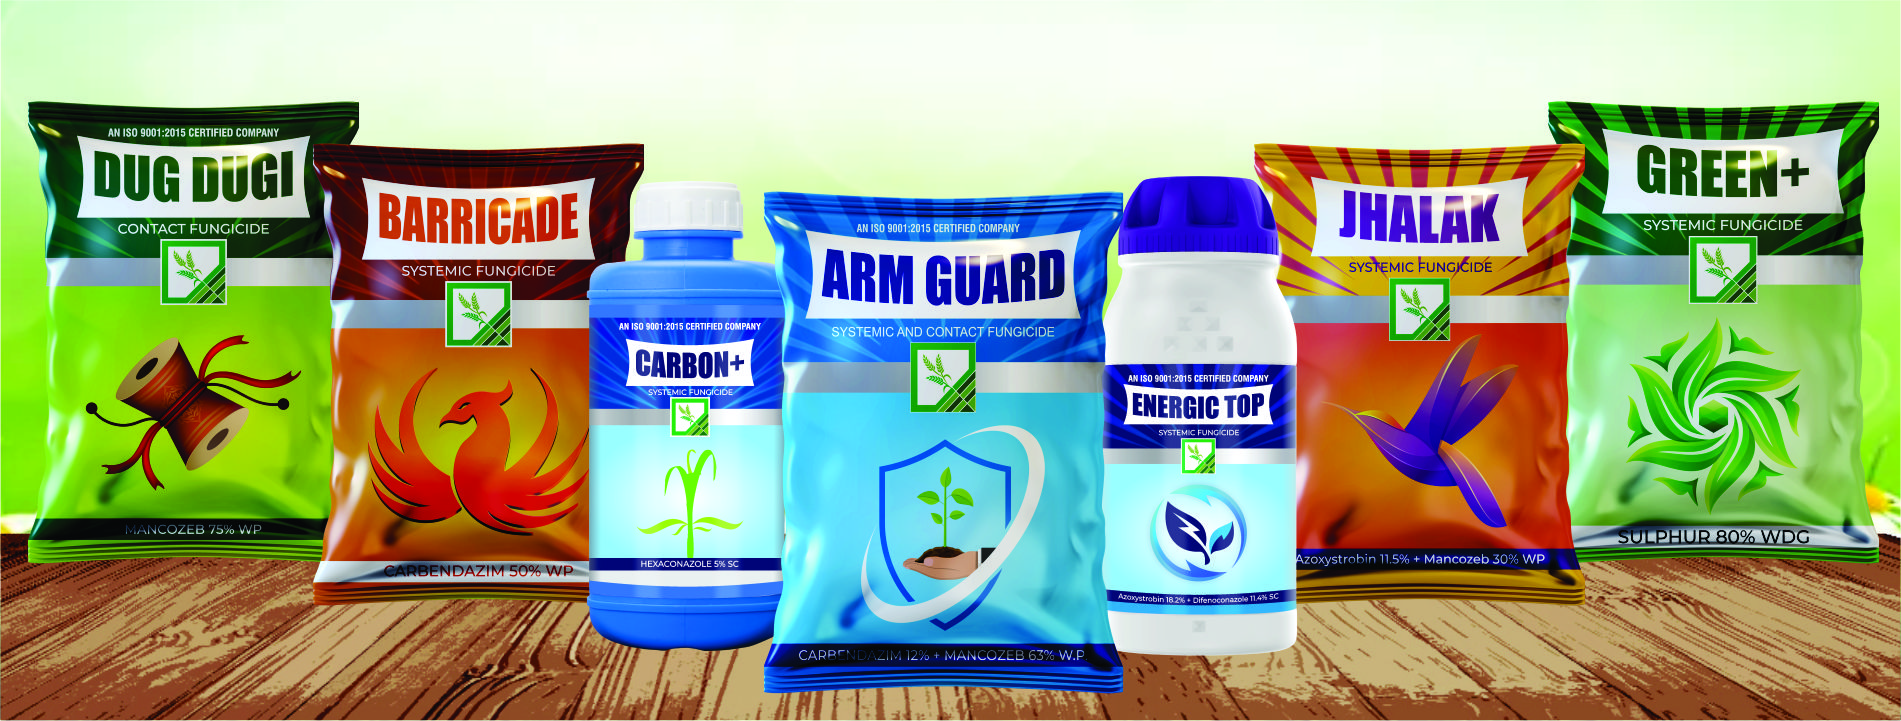 AN ISO 9001:2015 CERTIFIED COMPANY
DUG DUGI
CONTACT FUNGICIDE
MANCOZEB 75% WP
BARRICADE
SYSTEMIC FUNGICIDE
CARBENDAZIM 50% WP
AN ISO 9001:2015 CERTIFIED COMPANY
CARBON+
SYSTEMIC FUNGICIDE
HEXACONAZOLE 5% SC
AN ISO 9001:2015 CERTIFIED COMPANY
ARM GUARD
SYSTEMIC AND CONTACT FUNGICIDE
CARBENDAZIM 12% + MANCOZEB 63% W.P
AN ISO 9001:2015 CERTIFIED COMPANY
ENERGIC TOP
SYSTEMIC FUNGICIDE
Azoxystrobin 18.2% + Difenoconazole 11.4% SC
JHALAK
SYSTEMIC FUNGICIDE
Azoxystrobin 11.5% + Mancozeb 30% WP
GREEN+
SYSTEMIC FUNGICIDE
SULPHUR 80% WDG